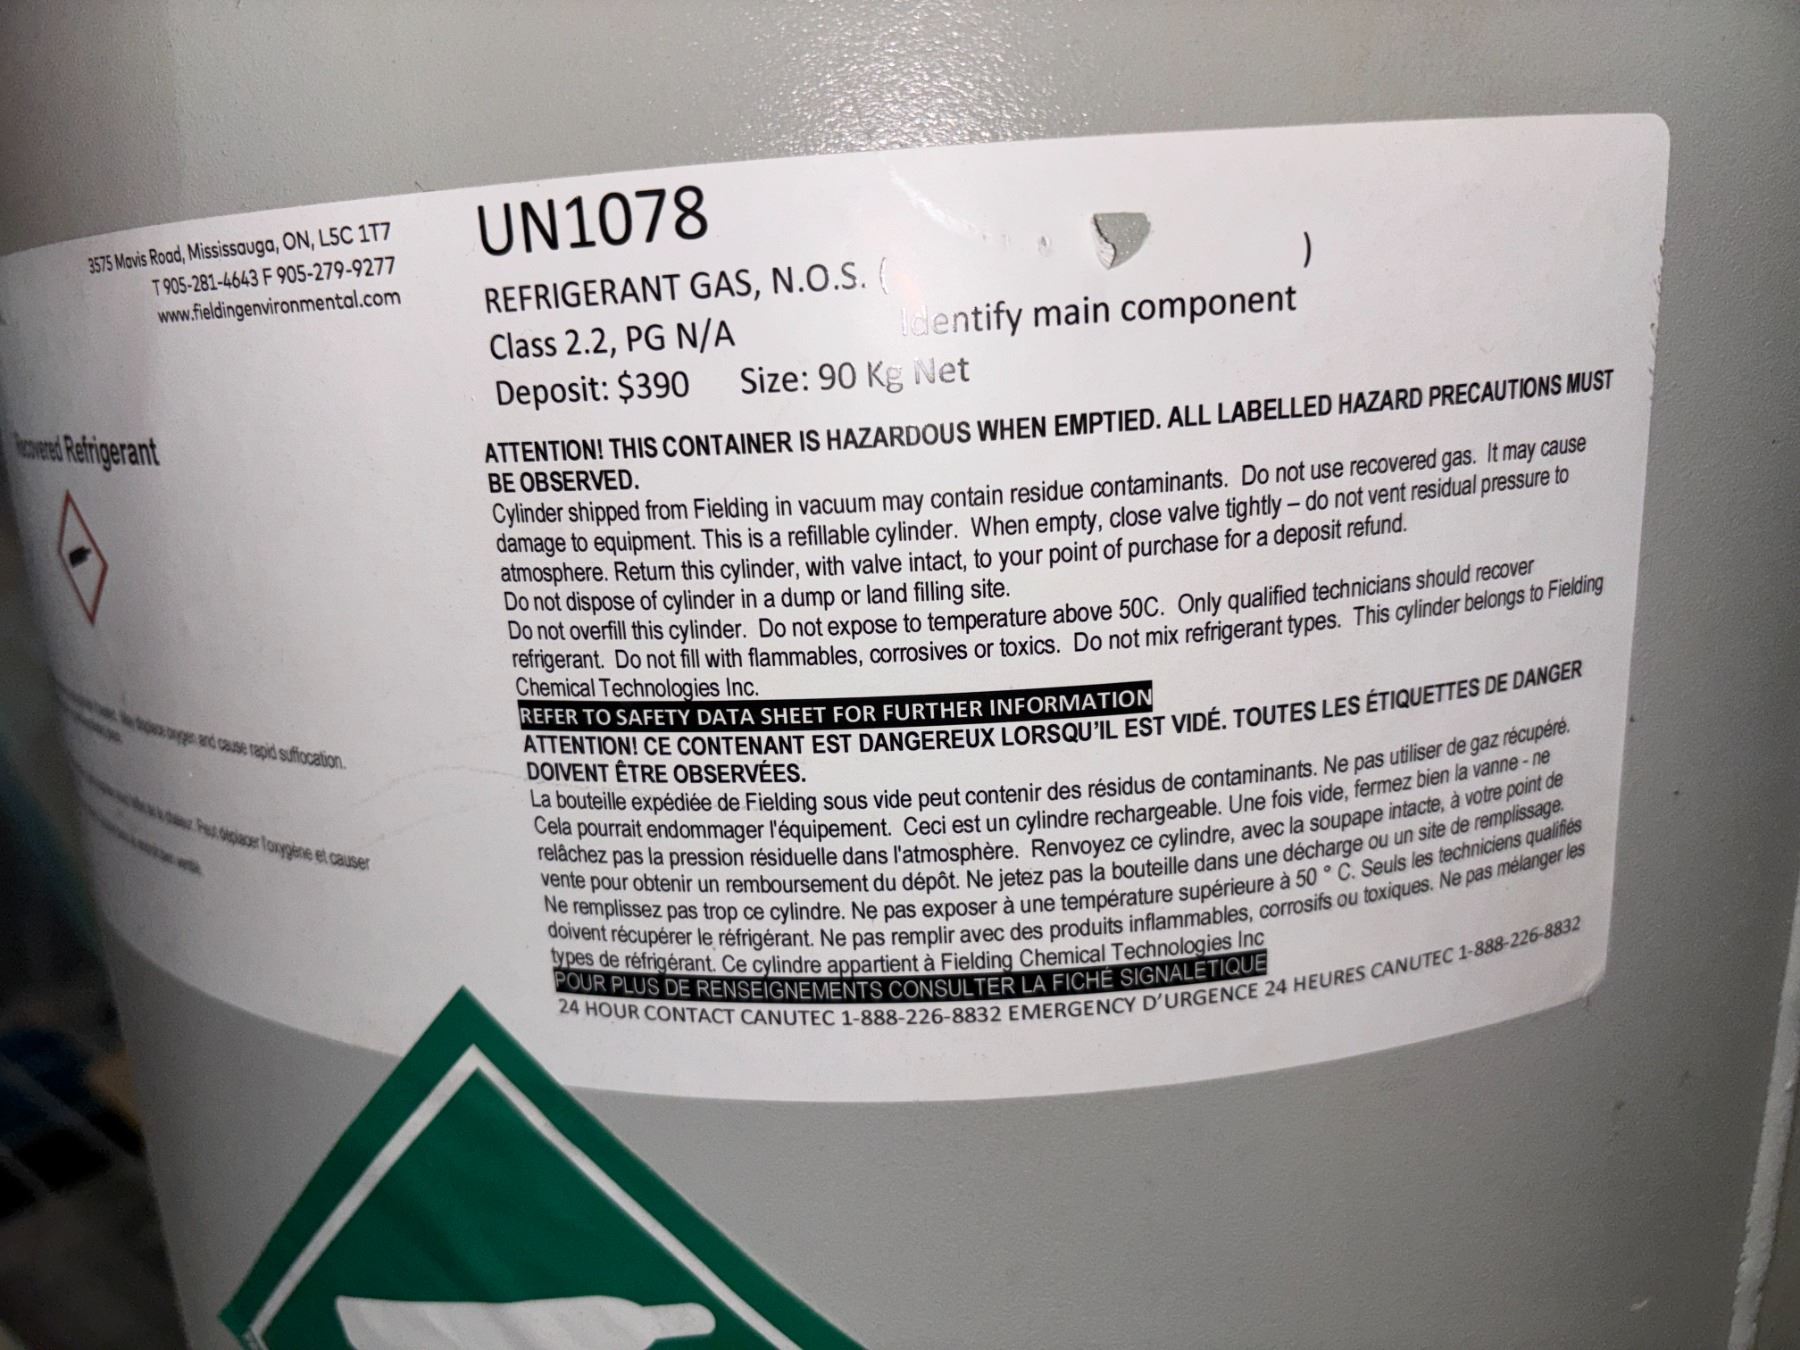 3575 Mavis Road, Mississauga, ON, L5C 1T7
T 905-281-4643 F 905-279-9277
www.fieldingenvironmental.com
Recovered Refrigerant
displace oxygen and cause rapid suffocation.
Peut déplacer l'oxygène et causer
UN1078
REFRIGERANT GAS, N.O.S. ( )
Class 2.2, PG N/A Identify main component
Deposit: $390 Size: 90 Kg Net
ATTENTION! THIS CONTAINER IS HAZARDOUS WHEN EMPTIED. ALL LABELLED HAZARD PRECAUTIONS MUST
BE OBSERVED.
Cylinder shipped from Fielding in vacuum may contain residue contaminants. Do not use recovered gas. It may cause
damage to equipment. This is a refillable cylinder. When empty, close valve tightly – do not vent residual pressure to
atmosphere. Return this cylinder, with valve intact, to your point of purchase for a deposit refund.
Do not dispose of cylinder in a dump or land filling site.
Do not overfill this cylinder. Do not expose to temperature above 50C. Only qualified technicians should recover
refrigerant. Do not fill with flammables, corrosives or toxics. Do not mix refrigerant types. This cylinder belongs to Fielding
Chemical Technologies Inc.
REFER TO SAFETY DATA SHEET FOR FURTHER INFORMATION
ATTENTION! CE CONTENANT EST DANGEREUX LORSQU'IL EST VIDÉ. TOUTES LES ÉTIQUETTES DE DANGER
DOIVENT ÊTRE OBSERVÉES.
La bouteille expédiée de Fielding sous vide peut contenir des résidus de contaminants. Ne pas utiliser de gaz récupéré.
Cela pourrait endommager l'équipement. Ceci est un cylindre rechargeable. Une fois vide, fermez bien la vanne - ne
relâchez pas la pression résiduelle dans l'atmosphère. Renvoyez ce cylindre, avec la soupape intacte, à votre point de
vente pour obtenir un remboursement du dépôt. Ne jetez pas la bouteille dans une décharge ou un site de remplissage.
Ne remplissez pas trop ce cylindre. Ne pas exposer à une température supérieure à 50 ° C. Seuls les techniciens qualifiés
doivent récupérer le réfrigérant. Ne pas remplir avec des produits inflammables, corrosifs ou toxiques. Ne pas mélanger les
types de réfrigérant. Ce cylindre appartient à Fielding Chemical Technologies Inc
POUR PLUS DE RENSEIGNEMENTS CONSULTER LA FICHE SIGNALÉTIQUE
24 HOUR CONTACT CANUTEC 1-888-226-8832 EMERGENCY D'URGENCE 24 HEURES CANUTEC 1-888-226-8832